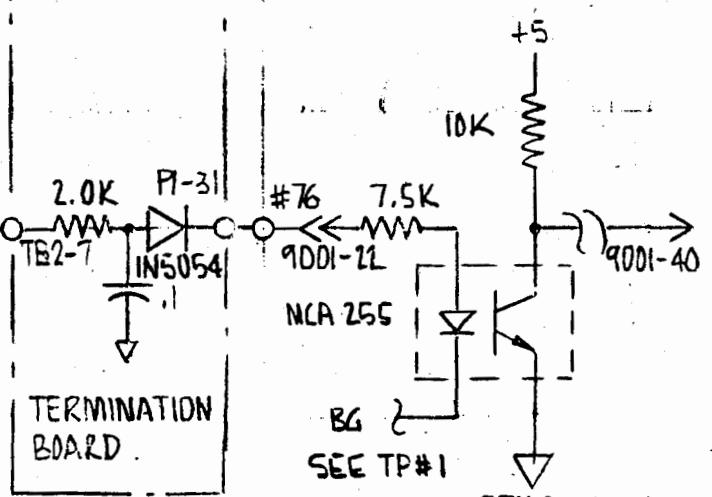 +5
10K
2.0K
P1-31
#76
7.5K
TB2-7
1N5054
9001-22
9001-40
.1
MCA 255
TERMINATION
BOARD.
BG
SEE TP#1